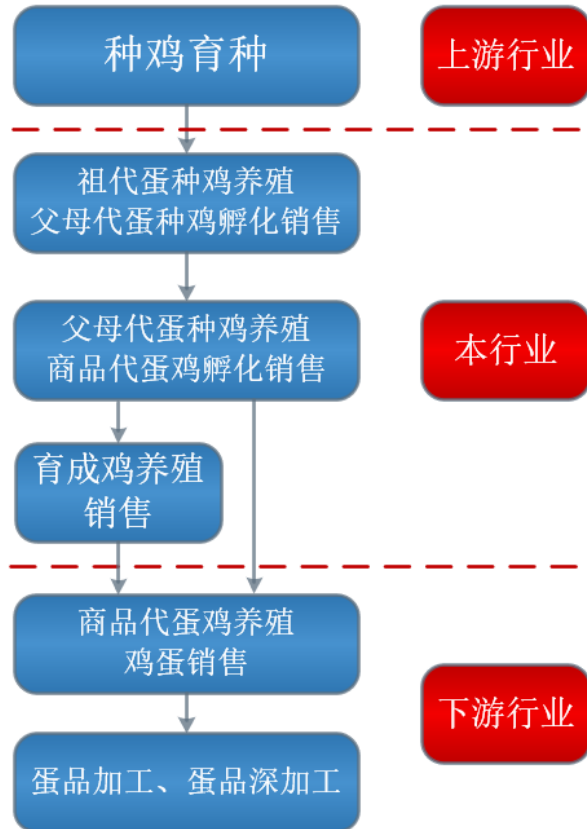 种鸡育种
上游行业
祖代蛋种鸡养殖
父母代蛋种鸡孵化销售
父母代蛋种鸡养殖
商品代蛋鸡孵化销售
本行业
育成鸡养殖
销售
商品代蛋鸡养殖
鸡蛋销售
下游行业
蛋品加工、蛋品深加工